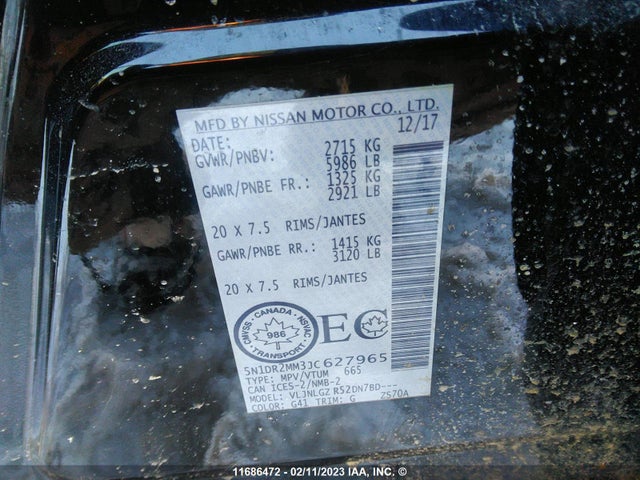 MFD BY NISSAN MOTOR CO., LTD.
DATE: 12/17
GVWR/PNBV: 2715 KG
5986 LB
GAWR/PNBE FR.: 1325 KG
2921 LB
20 X 7.5 RIMS/JANTES
GAWR/PNBE RR.: 1415 KG
3120 LB
20 X 7.5 RIMS/JANTES
CANADA
CMVSS NSVAC
986
TRANSPORT
EC
5N1DR2MM3JC627965
TYPE: MPV/VTUM 665
CAN ICES-2/NMB-2
MODEL: VLJNLGZ R52DN7BD---
COLOR: G41 TRIM: G Z570A
11686472 - 02/11/2023 IAA, INC. ©